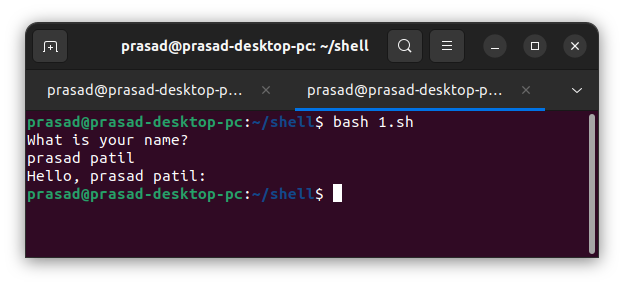 prasad@prasad-desktop-pc: ~/shell
prasad@prasad-desktop-p... prasad@prasad-desktop-p...
prasad@prasad-desktop-pc:~/shell$ bash 1.sh
What is your name?
prasad patil
Hello, prasad patil:
prasad@prasad-desktop-pc:~/shell$